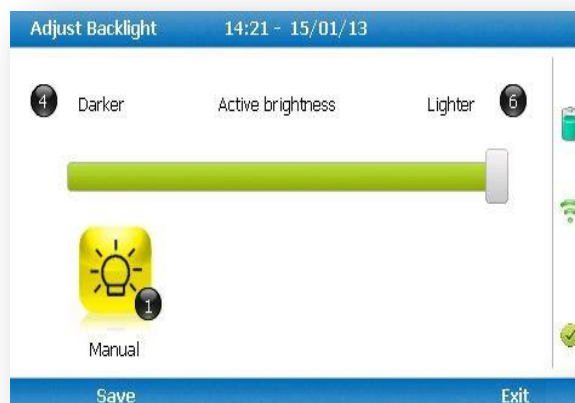 Adjust Backlight 14:21 - 15/01/13
4 Darker Active brightness Lighter 6
1
Manual
Save Exit